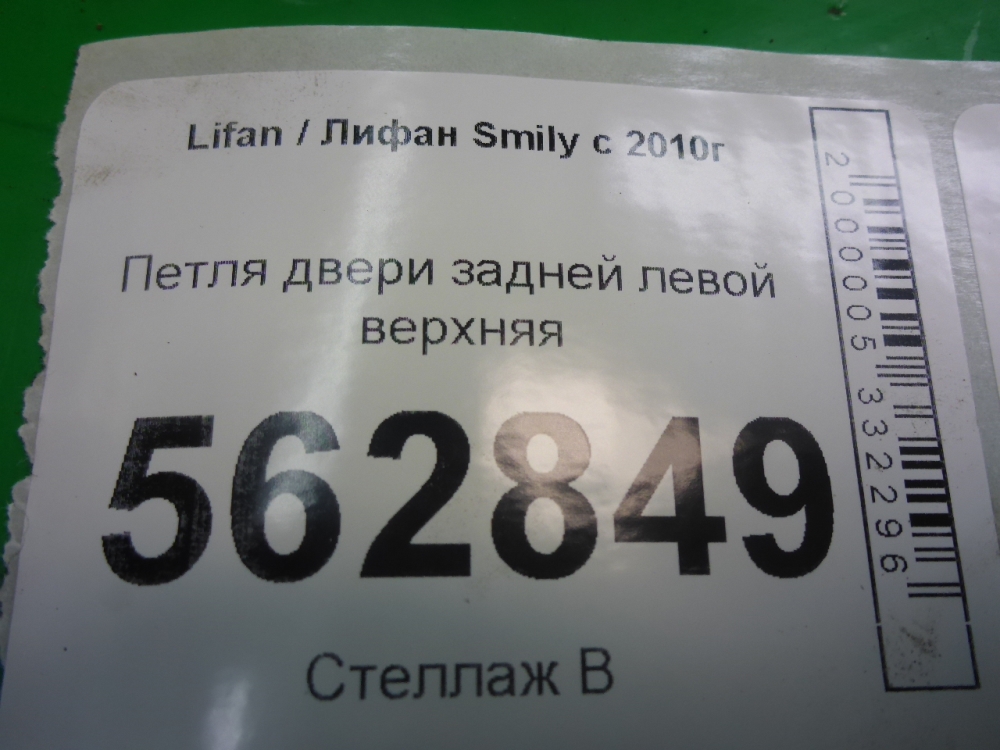 Lifan / Лифан Smily с 2010г
Петля двери задней левой
верхняя
562849
Стеллаж В
2000005332296